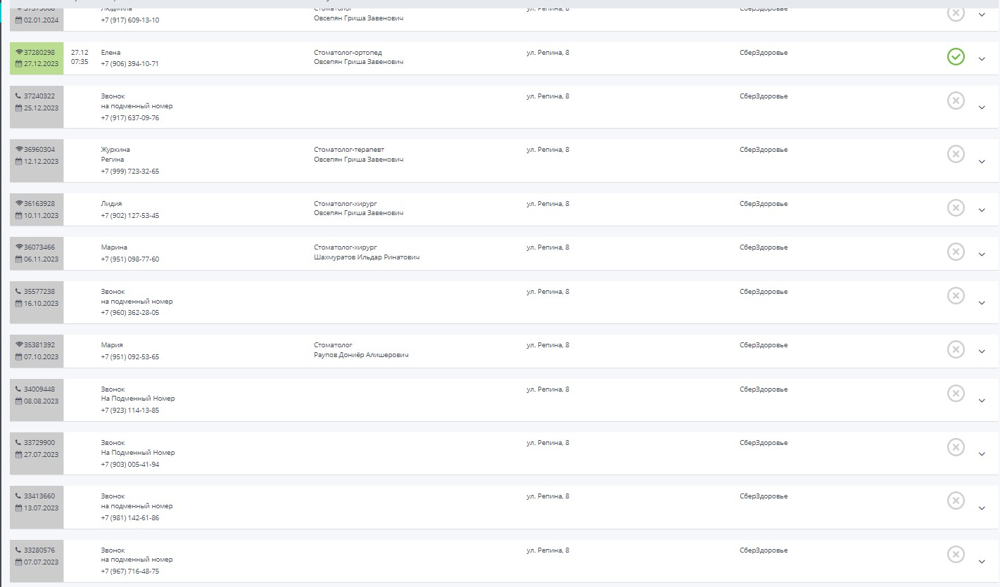 02.01.2024
Людмила
+7 (917) 609-13-10
Стоматолог
Овсепян Гриша Завенович
ул. Репина, 8
СберЗдоровье
37280298
27.12.2023
27.12
07:35
Елена
+7 (906) 394-10-71
Стоматолог-ортопед
Овсепян Гриша Завенович
ул. Репина, 8
СберЗдоровье
37240322
25.12.2023
Звонок
на подменный номер
+7 (917) 637-09-76
ул. Репина, 8
СберЗдоровье
36960304
12.12.2023
Журкина
Регина
+7 (999) 723-32-65
Стоматолог-терапевт
Овсепян Гриша Завенович
ул. Репина, 8
СберЗдоровье
36163928
10.11.2023
Лидия
+7 (902) 127-53-45
Стоматолог-хирург
Овсепян Гриша Завенович
ул. Репина, 8
СберЗдоровье
36073466
06.11.2023
Марина
+7 (951) 098-77-60
Стоматолог-хирург
Шахмуратов Ильдар Ринатович
ул. Репина, 8
СберЗдоровье
35577238
16.10.2023
Звонок
на подменный номер
+7 (960) 362-28-05
ул. Репина, 8
СберЗдоровье
35381392
07.10.2023
Мария
+7 (951) 092-53-65
Стоматолог
Раупов Дониёр Алишерович
ул. Репина, 8
СберЗдоровье
34009448
08.08.2023
Звонок
На Подменный Номер
+7 (923) 114-13-85
ул. Репина, 8
СберЗдоровье
33729900
27.07.2023
Звонок
На Подменный Номер
+7 (903) 005-41-94
ул. Репина, 8
СберЗдоровье
33413660
13.07.2023
Звонок
на подменный номер
+7 (981) 142-61-86
ул. Репина, 8
СберЗдоровье
33280576
07.07.2023
Звонок
на подменный номер
+7 (967) 716-48-75
ул. Репина, 8
СберЗдоровье